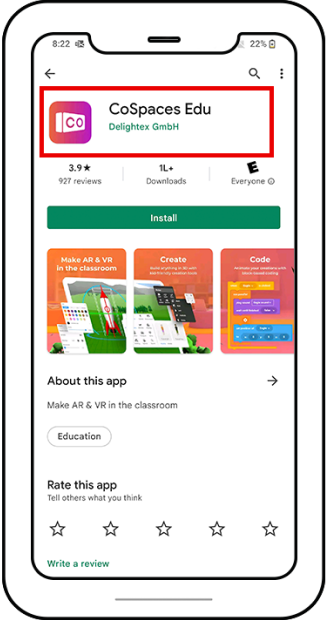 8:22
22%
CO
CoSpaces Edu
Delightex GmbH
3.9★
1L+
E
927 reviews
Downloads
Everyone
Install
Make AR & VR
in the classroom
Create
Code
About this app
Make AR & VR in the classroom
Education
Rate this app
Tell others what you think
Write a review